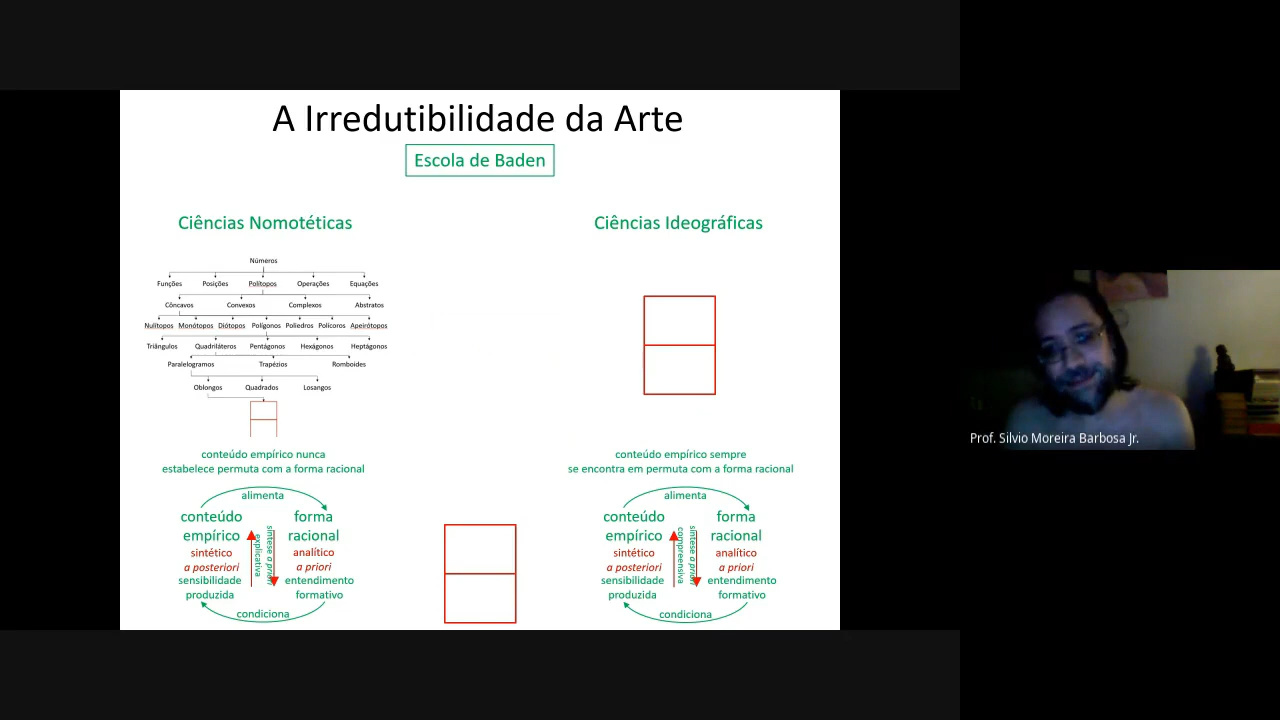 A Irredutibilidade da Arte
Escola de Baden
Ciências Nomotéticas
Números
Funções Posições Polítopos Operações Equações
Côncavos Convexos Complexos Abstratos
Nulítopos Monótopos Diótopos Polígonos Poliedros Polícoros Apeirótopos
Triângulos Quadriláteros Pentágonos Hexágonos Heptágonos
Paralelogramos Trapézios Romboides
Oblongos Quadrados Losangos
conteúdo empírico nunca
estabelece permuta com a forma racional
alimenta
conteúdo
empírico
sintético
a posteriori
sensibilidade
produzida
explicativa
síntese a priori
forma
racional
analítico
a priori
entendimento
formativo
condiciona
Ciências Ideográficas
conteúdo empírico sempre
se encontra em permuta com a forma racional
alimenta
conteúdo
empírico
sintético
a posteriori
sensibilidade
produzida
compreensiva
síntese a priori
forma
racional
analítico
a priori
entendimento
formativo
condiciona
Prof. Silvio Moreira Barbosa Jr.